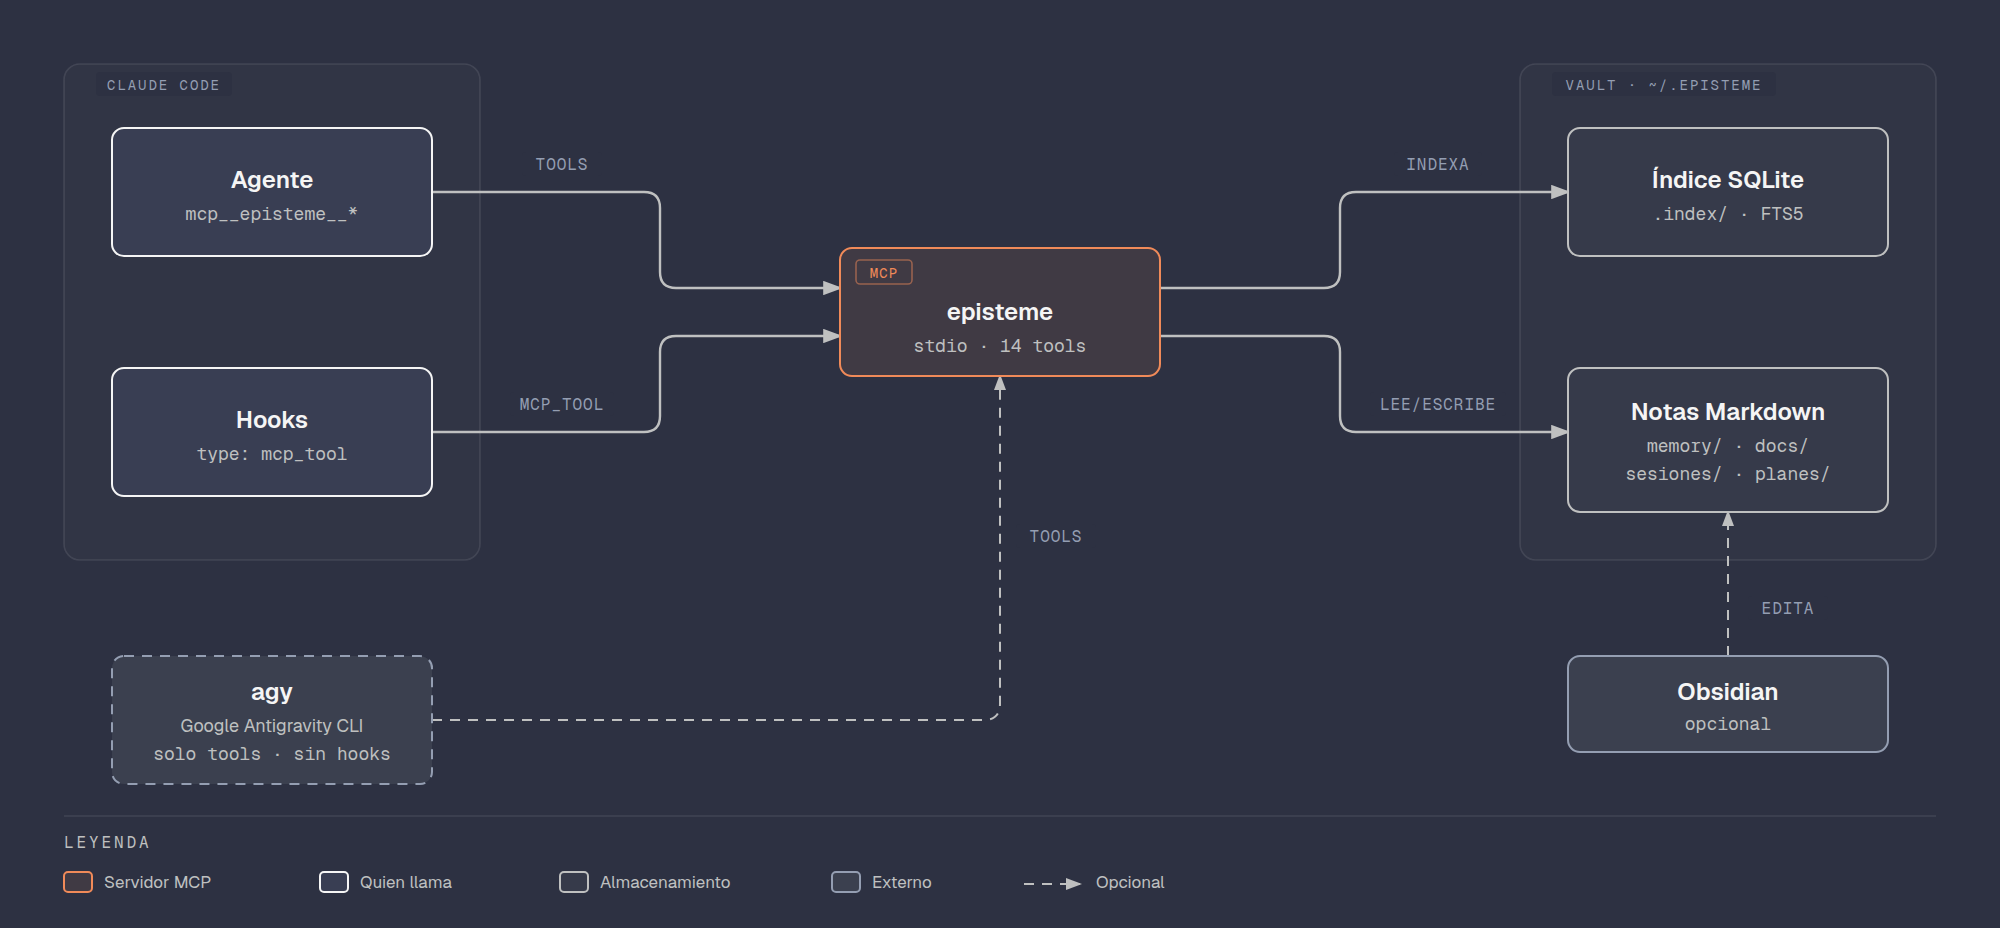 CLAUDE CODE
Agente
mcp__episteme__*
TOOLS
Hooks
type: mcp_tool
MCP_TOOL
MCP
episteme
stdio · 14 tools
VAULT · ~/.EPISTEME
INDEXA
Índice SQLite
.index/ · FTS5
LEE/ESCRIBE
Notas Markdown
memory/ · docs/
sesiones/ · planes/
TOOLS
EDITA
agy
Google Antigravity CLI
solo tools · sin hooks
Obsidian
opcional
LEYENDA
Servidor MCP
Quien llama
Almacenamiento
Externo
Opcional